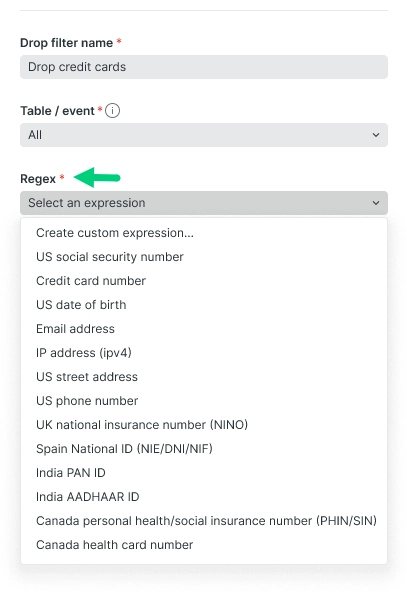 Drop filter name *
Drop credit cards
Table / event * i
All
Regex *
Select an expression
Create custom expression...
US social security number
Credit card number
US date of birth
Email address
IP address (ipv4)
US street address
US phone number
UK national insurance number (NINO)
Spain National ID (NIE/DNI/NIF)
India PAN ID
India AADHAAR ID
Canada personal health/social insurance number (PHIN/SIN)
Canada health card number